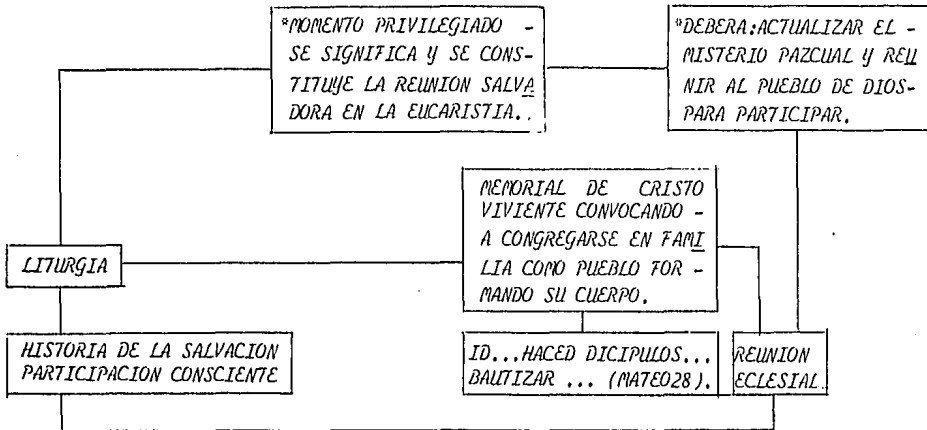 *MOMENTO PRIVILEGIADO -
SE SIGNIFICA Y SE CONS-
TITUYE LA REUNION SALVA
DORA EN LA EUCARISTIA..
*DEBERA:ACTUALIZAR EL -
MISTERIO PAZCUAL Y REU
NIR AL PUEBLO DE DIOS-
PARA PARTICIPAR.
MEMORIAL DE CRISTO
VIVIENTE CONVOCANDO -
A CONGREGARSE EN FAMI
LIA COMO PUEBLO FOR -
MANDO SU CUERPO.
LITURGIA
HISTORIA DE LA SALVACION
PARTICIPACION CONSCIENTE
ID...HACED DICIPULOS...
BAUTIZAR ... (MATEO28).
REUNION
ECLESIAL.